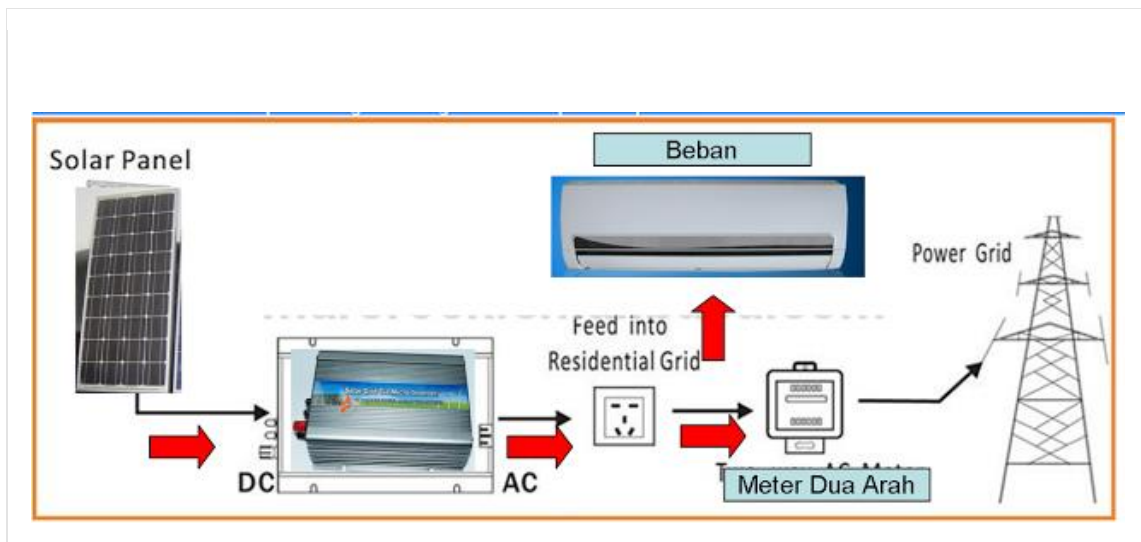 Solar Panel
Beban
Power Grid
Feed into
Residential Grid
DC
AC
Meter Dua Arah